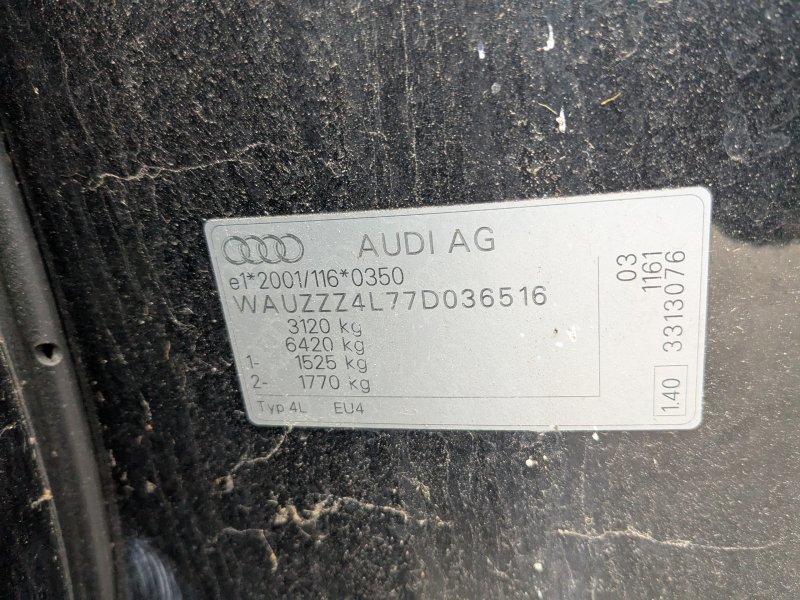 AUDI AG
e1*2001/116*0350
WAUZZZ4L77D036516
3120 kg
6420 kg
1- 1525 kg
2- 1770 kg
Typ 4L EU4
03
1161
3313076
1.40